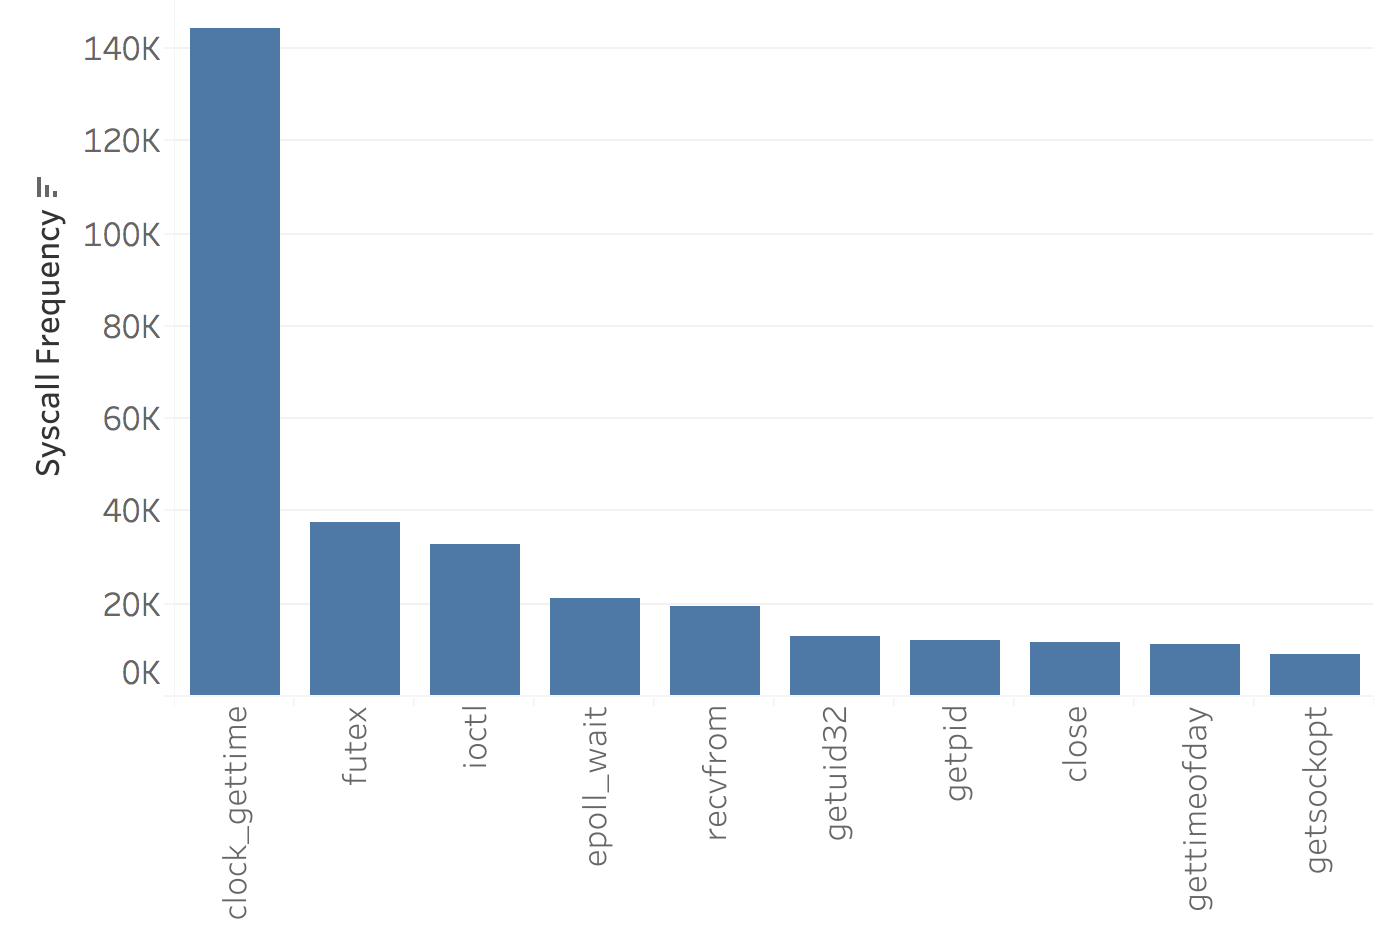 Syscall Frequency
140K
120K
100K
80K
60K
40K
20K
0K
clock_gettime
futex
ioctl
epoll_wait
recvfrom
getuid32
getpid
close
gettimeofday
getsockopt